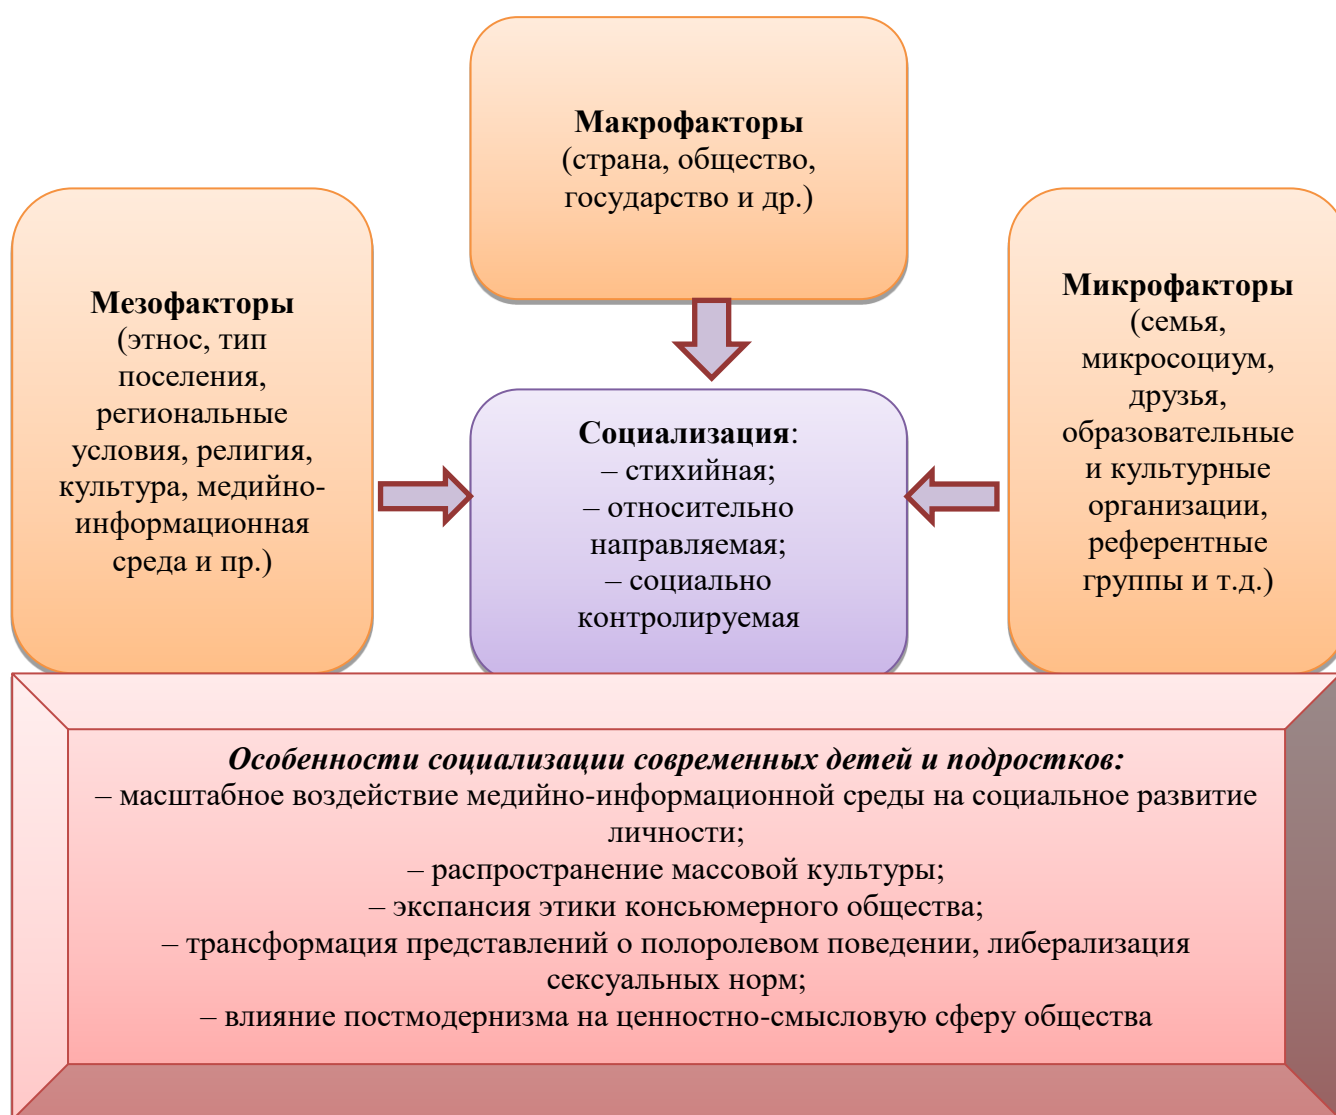 Макрофакторы
(страна, общество,
государство и др.)
Мезофакторы
(этнос, тип
поселения,
региональные
условия, религия,
культура, медийно-
информационная
среда и пр.)
Микрофакторы
(семья,
микросоциум,
друзья,
образовательные
и культурные
организации,
референтные
группы и т.д.)
Социализация:
– стихийная;
– относительно
направляемая;
– социально
контролируемая
Особенности социализации современных детей и подростков:
– масштабное воздействие медийно-информационной среды на социальное развитие
личности;
– распространение массовой культуры;
– экспансия этики консьюмерного общества;
– трансформация представлений о полоролевом поведении, либерализация
сексуальных норм;
– влияние постмодернизма на ценностно-смысловую сферу общества